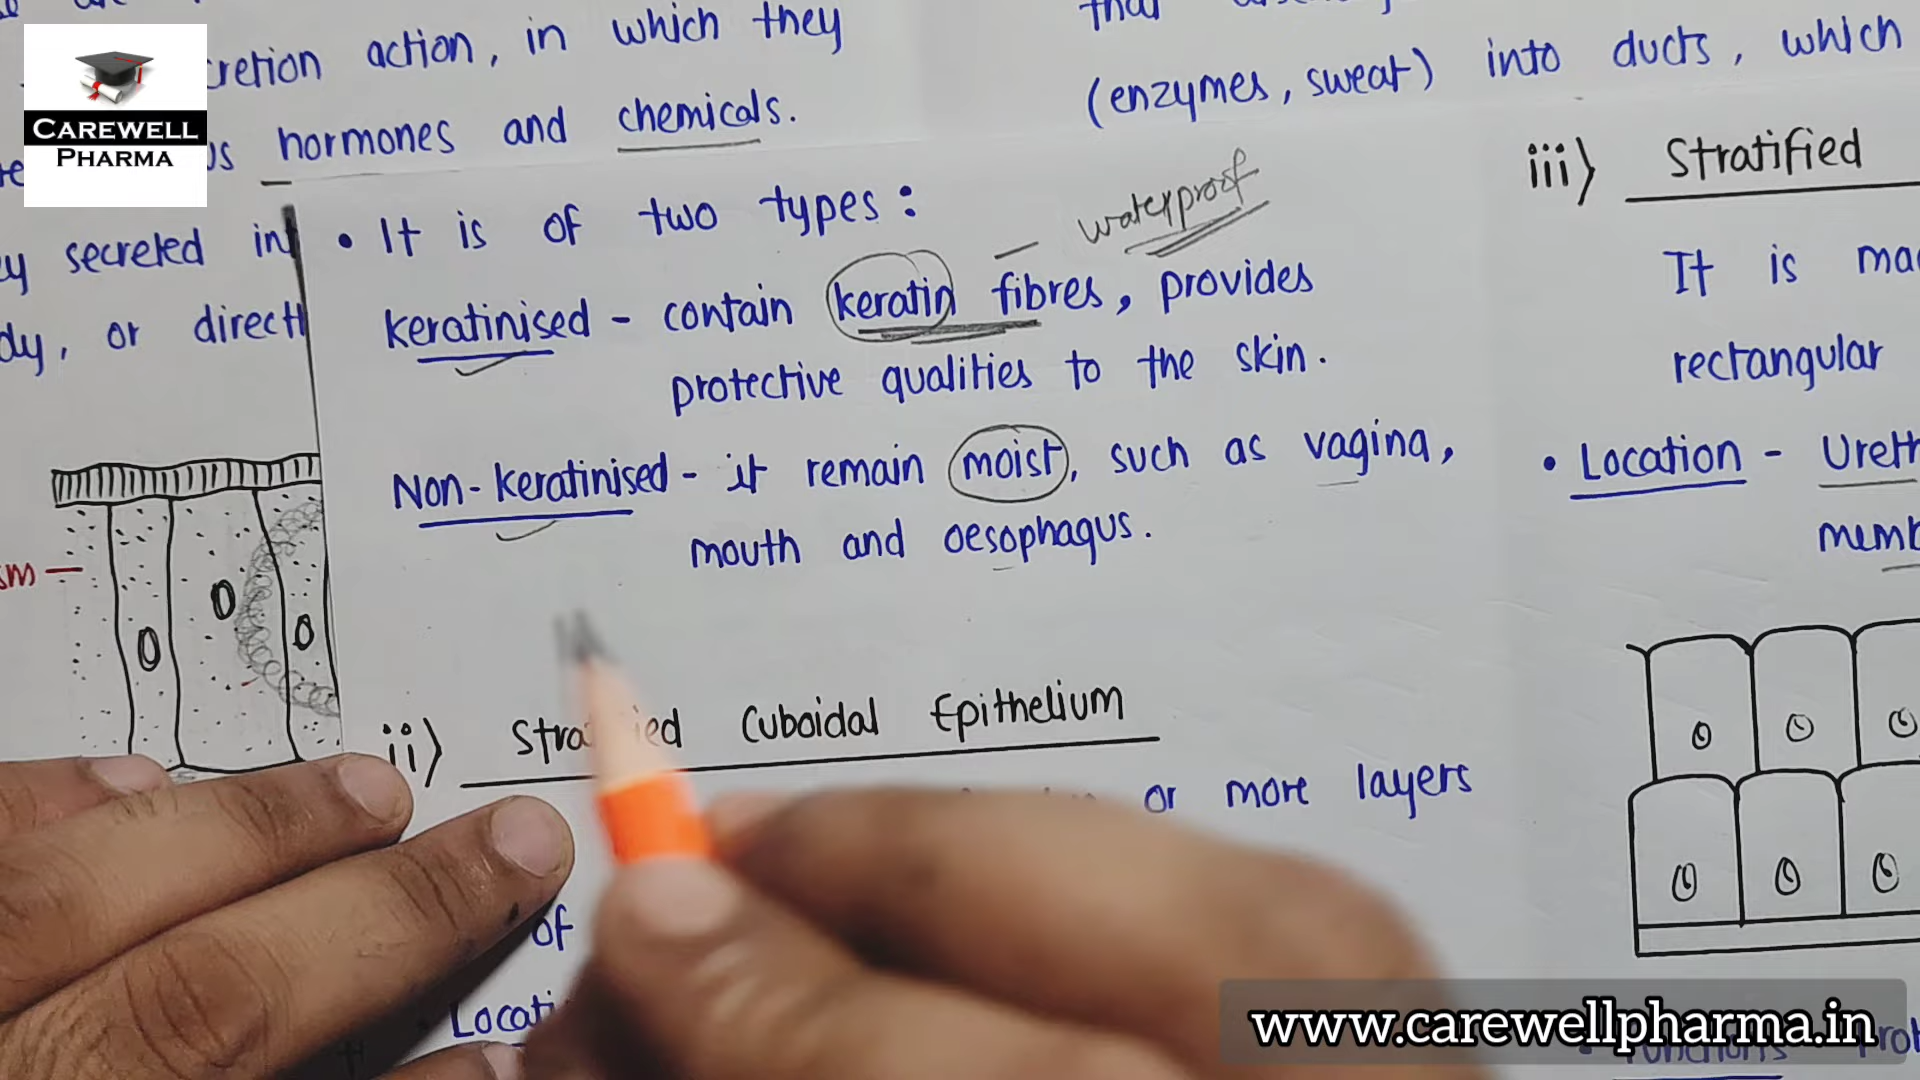 CAREWELL
PHARMA
action, in which they
hormones and chemicals.
secreted
or
• It is of two types:
waterproof
keratinised - contain keratin fibres, provides
protective qualities to the skin.
Non-keratinised - it remain moist, such as vagina,
mouth and oesophagus.
ii) Cuboidal Epithelium
or more layers
of
(enzymes, sweat) into ducts, which
iii) Stratified
It is
rectangular
• Location -
www.carewellpharma.in